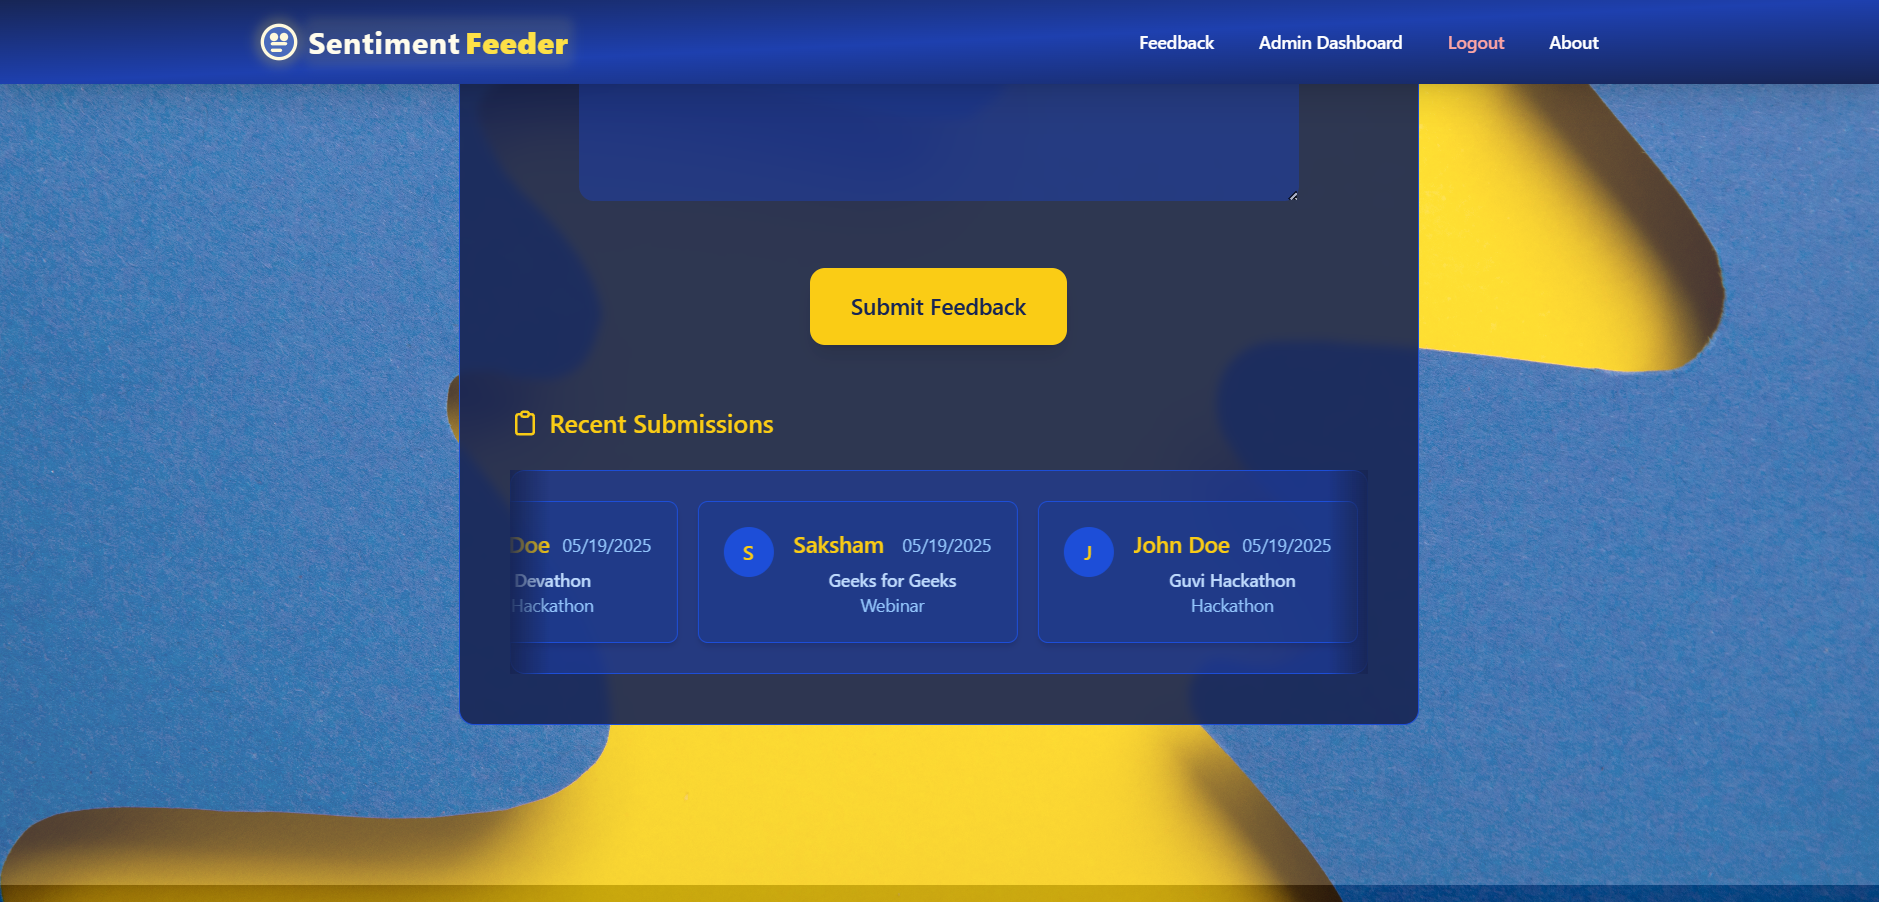 Sentiment Feeder
Feedback Admin Dashboard Logout About
Submit Feedback
Recent Submissions
Doe 05/19/2025
Devathon
Hackathon
S Saksham 05/19/2025
Geeks for Geeks
Webinar
J John Doe 05/19/2025
Guvi Hackathon
Hackathon